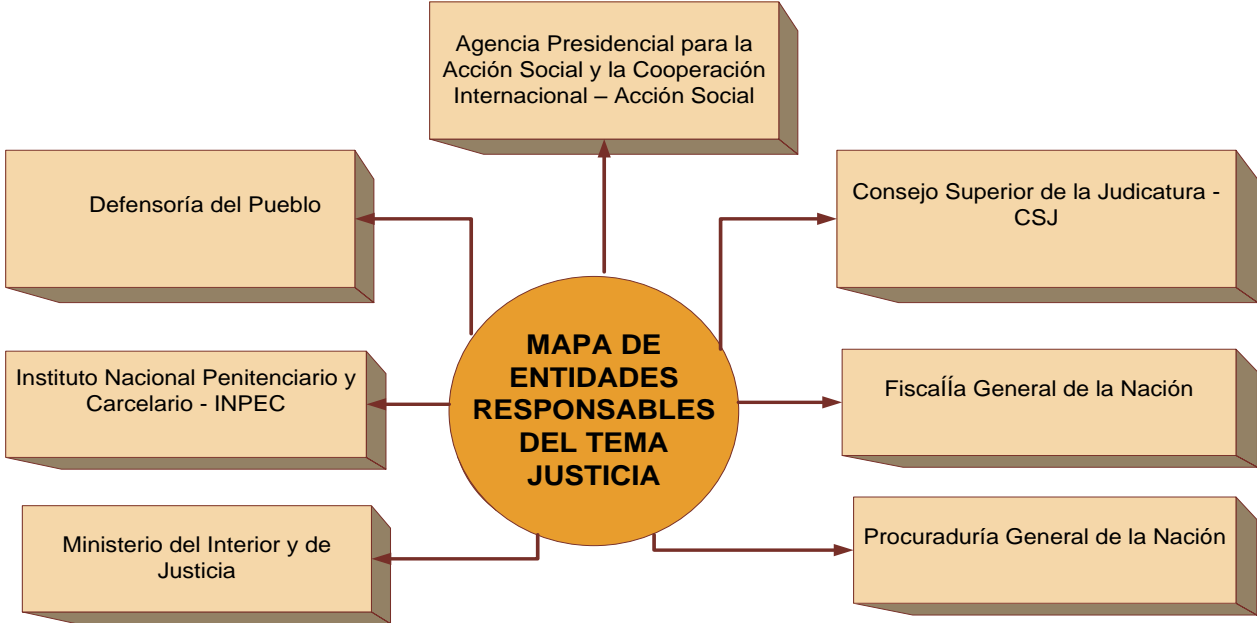 Agencia Presidencial para la
Acción Social y la Cooperación
Internacional – Acción Social
Defensoría del Pueblo
Consejo Superior de la Judicatura -
CSJ
MAPA DE
ENTIDADES
RESPONSABLES
DEL TEMA
JUSTICIA
Instituto Nacional Penitenciario y
Carcelario - INPEC
FiscaÍÍa General de la Nación
Ministerio del Interior y de
Justicia
Procuraduría General de la Nación